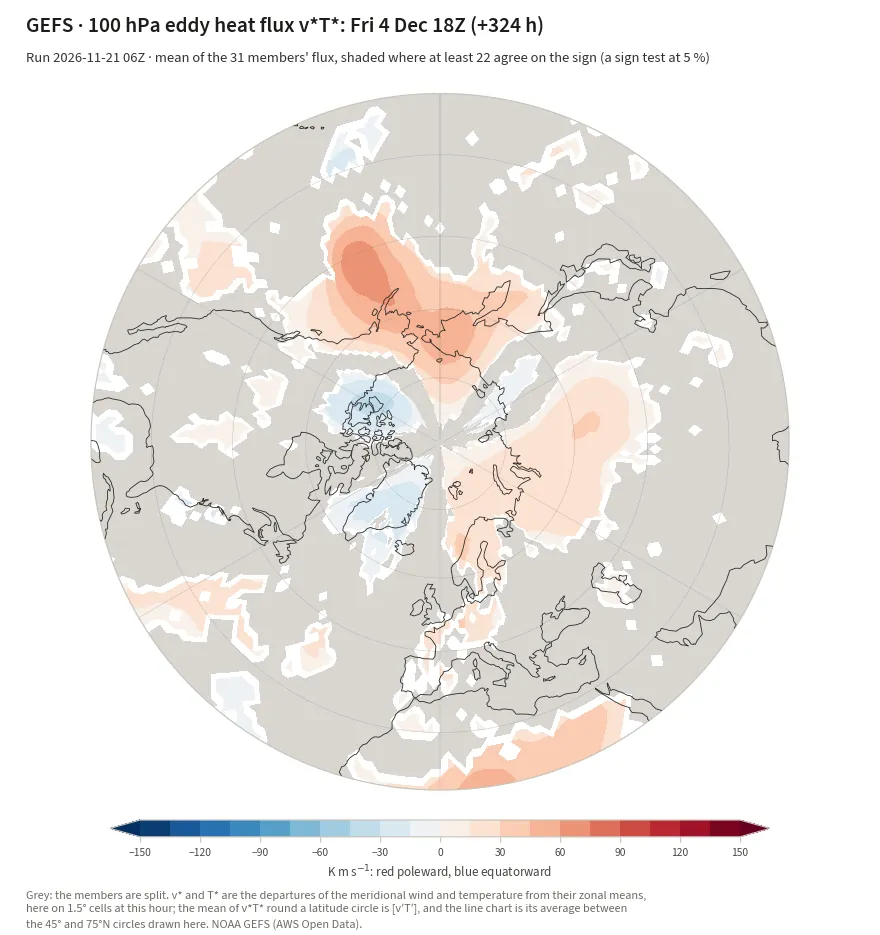 GEFS · 100 hPa eddy heat flux v*T*: Fri 4 Dec 18Z (+324 h)
Run 2026-11-21 06Z · mean of the 31 members' flux, shaded where at least 22 agree on the sign (a sign test at 5 %)
−150 −120 −90 −60 −30 0 30 60 90 120 150
K m s⁻¹: red poleward, blue equatorward
Grey: the members are split. v* and T* are the departures of the meridional wind and temperature from their zonal means,
here on 1.5° cells at this hour; the mean of v*T* round a latitude circle is [v'T'], and the line chart is its average between
the 45° and 75°N circles drawn here. NOAA GEFS (AWS Open Data).